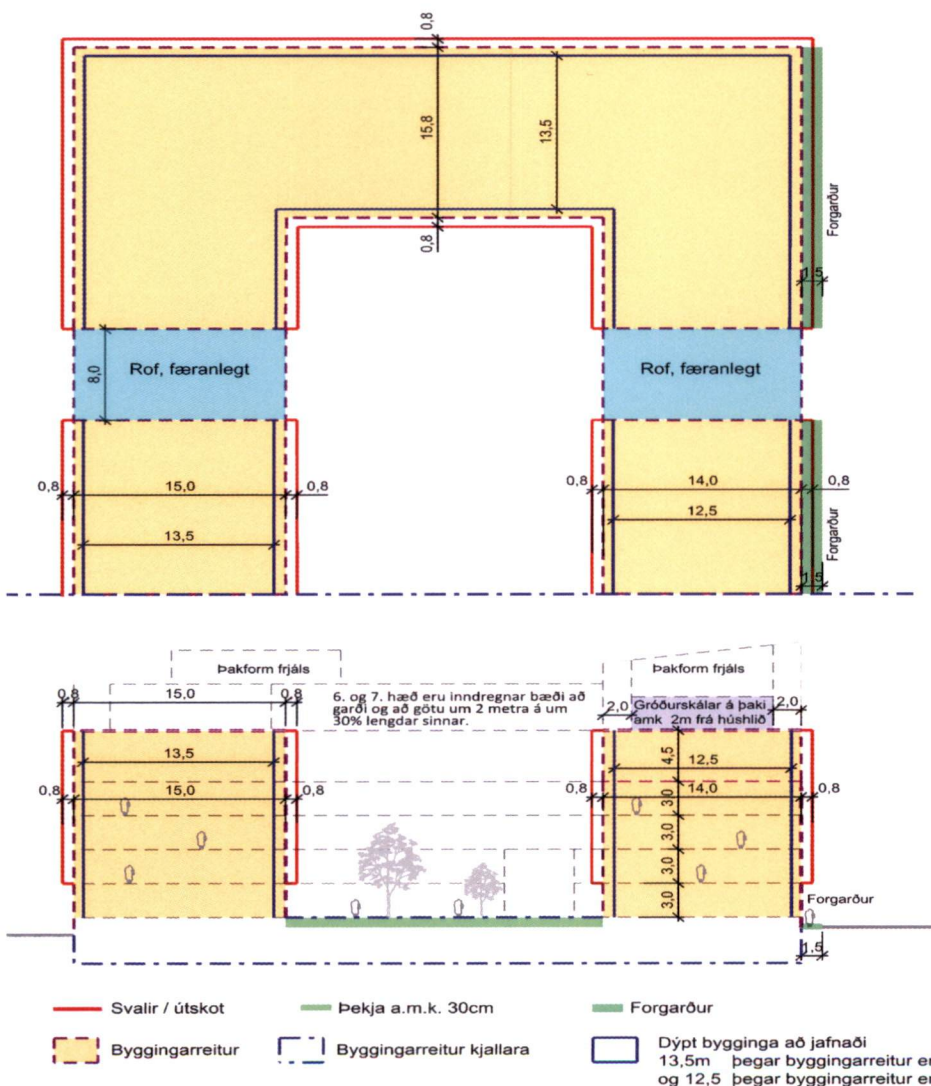 0,8
15,8
13,5
0,8
Forgarður
1,5
Rof, færanlegt
Rof, færanlegt
8,0
0,8
15,0
0,8
0,8
14,0
0,8
13,5
12,5
Forgarður
1,5
Þakform frjáls
Þakform frjáls
0,8
15,0
0,8
6. og 7. hæð eru inndregnar bæði að
garði og að götu um 2 metra á um
30% lengdar sinnar.
2,0
Gróðurskálar á þaki
amk 2m frá húshlið
2,0
13,5
4,5
12,5
0,8
15,0
0,8
0,8
3,0
14,0
0,8
3,0
3,0
3,0
Forgarður
1,5
Svalir / útskot
Þekja a.m.k. 30cm
Forgarður
Byggingarreitur
Byggingarreitur kjallara
Dýpt bygginga að jafnaði
13,5m þegar byggingarreitur er
og 12,5 þegar byggingarreitur er